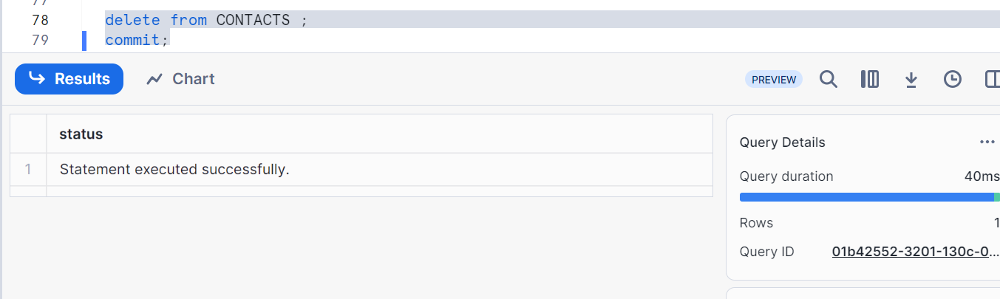 77
78 delete from CONTACTS ;
79 commit;
Results Chart PREVIEW
status
1 Statement executed successfully.
Query Details ...
Query duration 40ms
Rows 1
Query ID 01b42552-3201-130c-0...